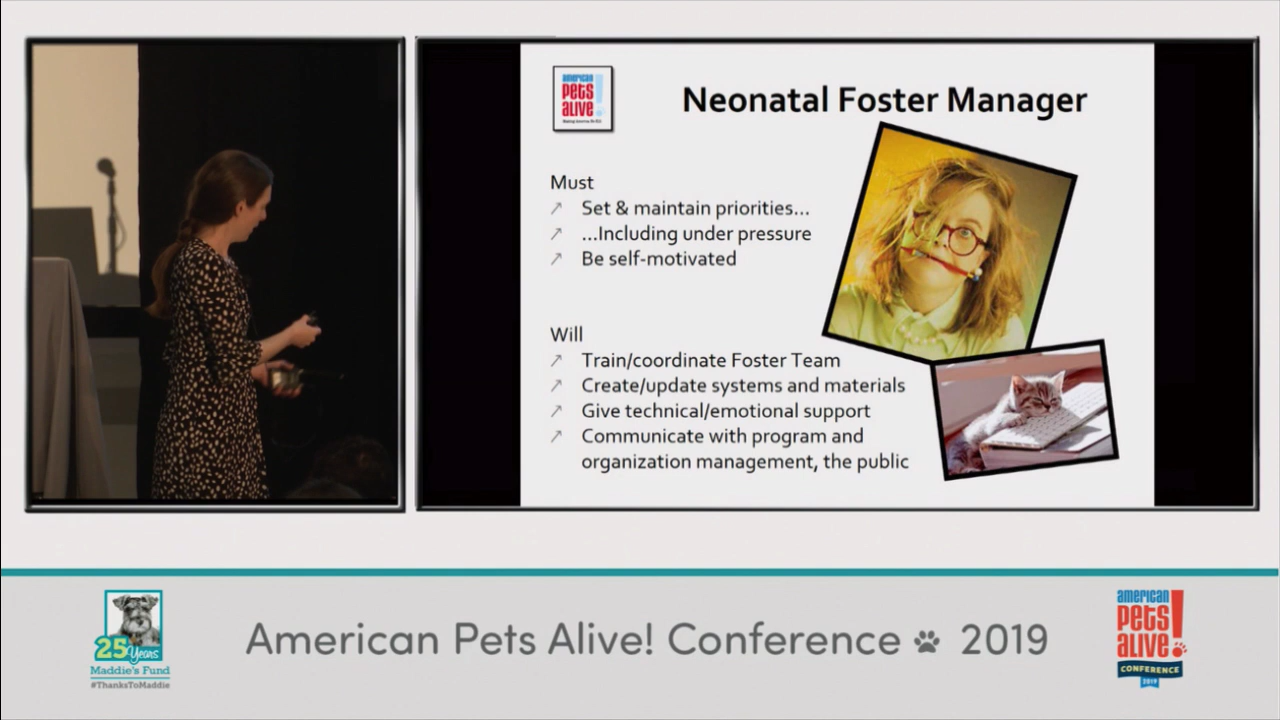 american
PETS
ALIVE!
Neonatal Foster Manager
Must
↗ Set & maintain priorities...
↗ ...Including under pressure
↗ Be self-motivated
Will
↗ Train/coordinate Foster Team
↗ Create/update systems and materials
↗ Give technical/emotional support
↗ Communicate with program and
organization management, the public
25 Years
Maddie's Fund
#ThanksToMaddie
American Pets Alive! Conference 2019
american
PETS
ALIVE!
CONFERENCE
2019